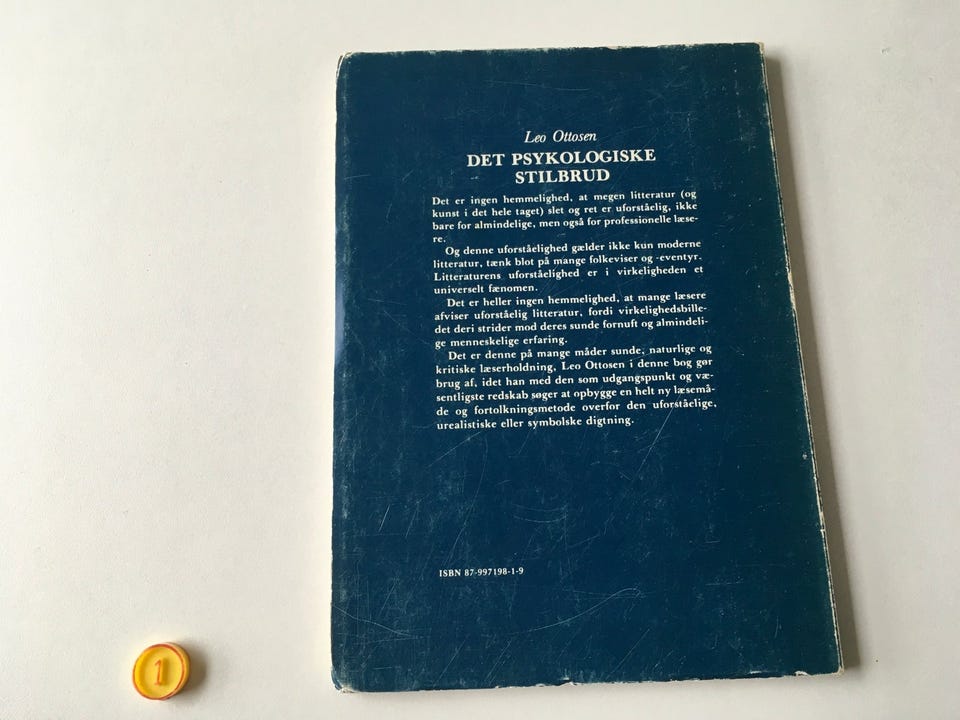 Leo Ottosen
DET PSYKOLOGISKE
STILBRUD
Det er ingen hemmelighed, at megen litteratur (og
kunst i det hele taget) slet og ret er uforståelig, ikke
bare for almindelige, men også for professionelle læse-
re.
Og denne uforståelighed gælder ikke kun moderne
litteratur, tænk blot på mange folkeviser og -eventyr.
Litteraturens uforståelighed er i virkeligheden et
universelt fænomen.
Det er heller ingen hemmelighed, at mange læsere
afviser uforståelig litteratur, fordi virkelighedsbille-
det deri strider mod deres sunde fornuft og almindeli-
ge menneskelige erfaring.
Det er denne på mange måder sunde, naturlige og
kritiske læserholdning, Leo Ottosen i denne bog gør
brug af, idet han med den som udgangspunkt og væ-
sentligste redskab søger at opbygge en helt ny læsemå-
de og fortolkningsmetode overfor den uforståelige,
urealistiske eller symbolske digtning.
ISBN 87-997198-1-9
1